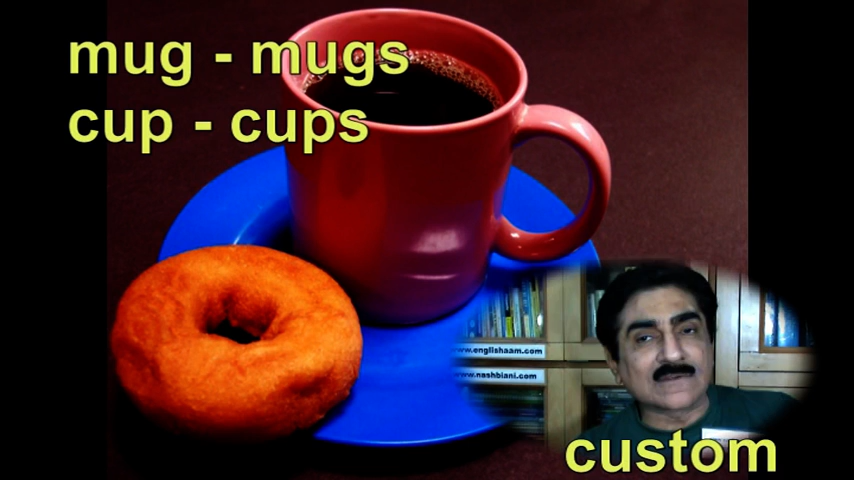 mug - mugs
cup - cups
www.englishaam.com
www.nashbiani.com
custom